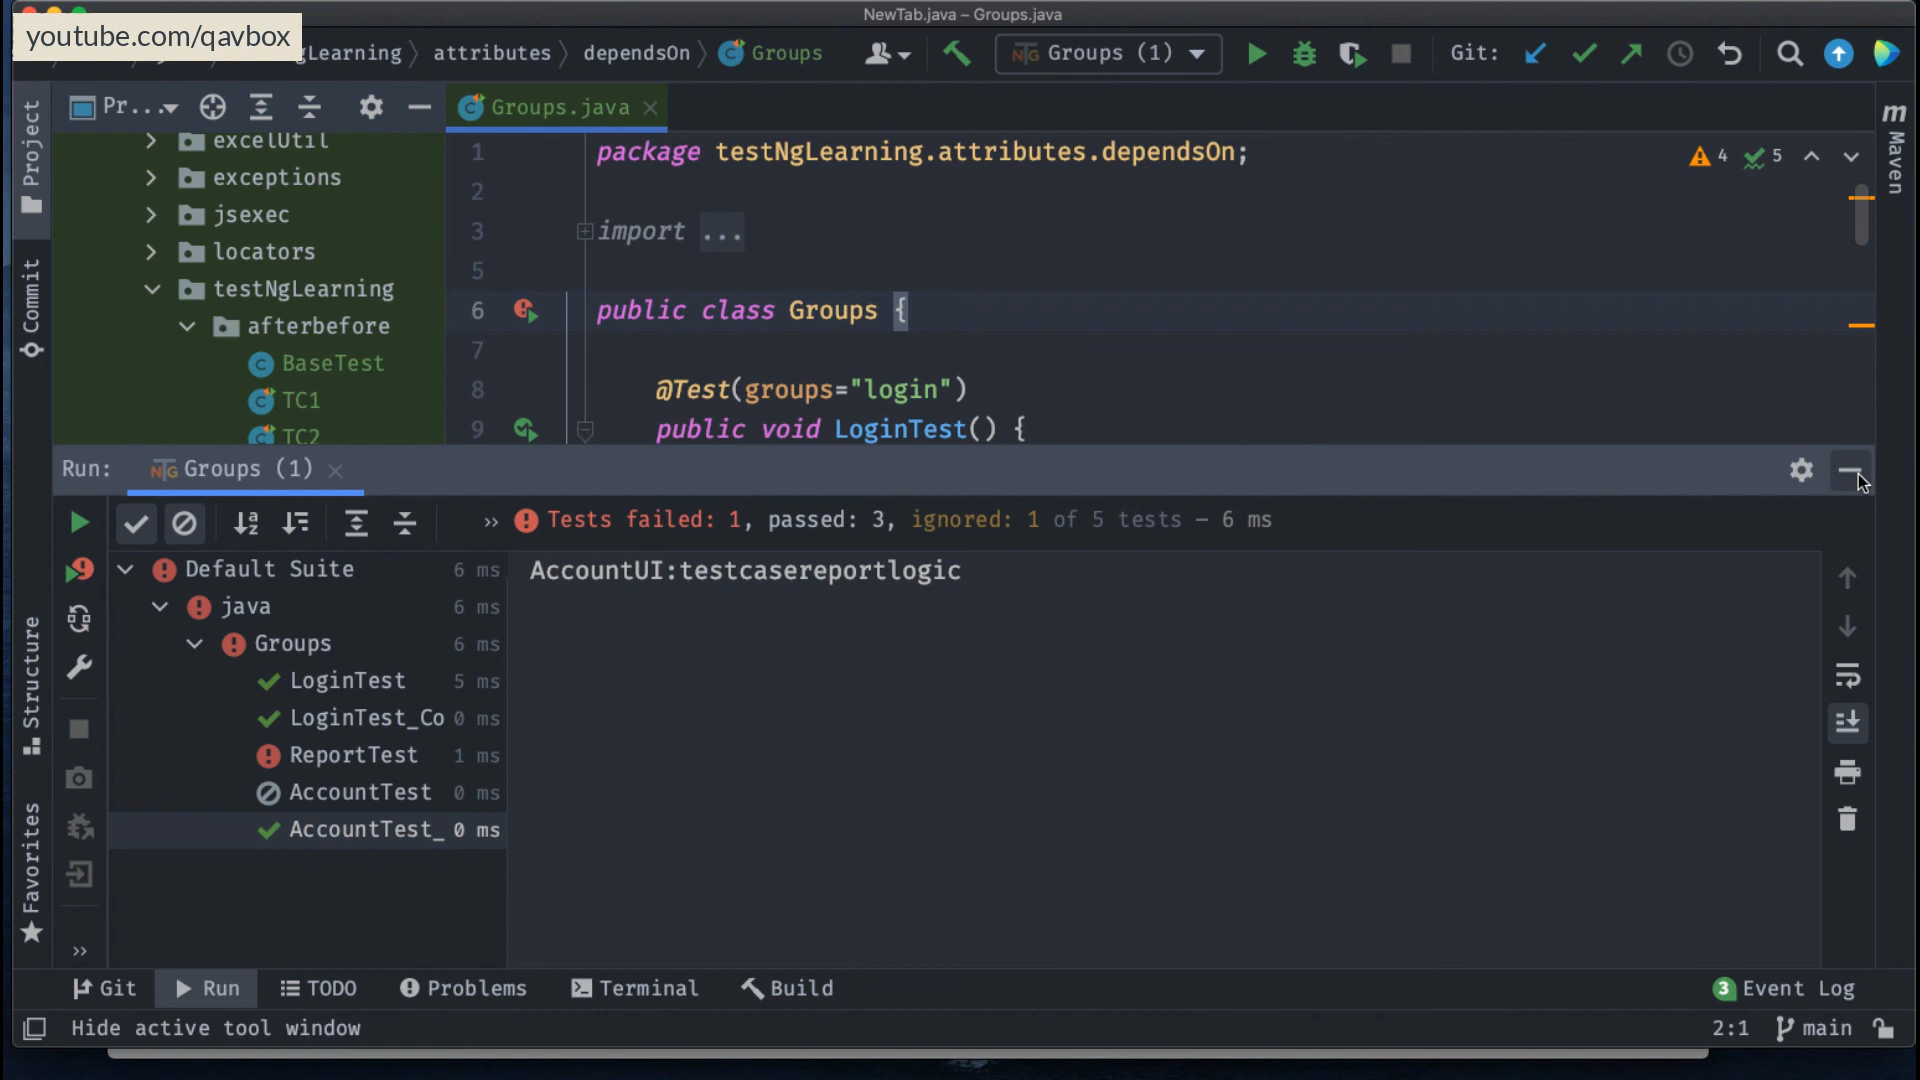 NewTab.java – Groups.java
youtube.com/qavbox
gLearning attributes dependsOn Groups
Groups (1)
Git:
Pr...
Groups.java
Project
Commit
Structure
Favorites
m Maven
excelUtil
exceptions
jsexec
locators
testNgLearning
afterbefore
BaseTest
TC1
TC2
4 5
1 package testNgLearning.attributes.dependsOn;
2
3 import ...
5
6 public class Groups {
7
8 @Test(groups="login")
9 public void LoginTest() {
Run: Groups (1)
Tests failed: 1, passed: 3, ignored: 1 of 5 tests – 6 ms
Default Suite 6 ms
java 6 ms
Groups 6 ms
LoginTest 5 ms
LoginTest_Co 0 ms
ReportTest 1 ms
AccountTest 0 ms
AccountTest_ 0 ms
AccountUI:testcasereportlogic
Git Run TODO Problems Terminal Build
3 Event Log
Hide active tool window
2:1 main